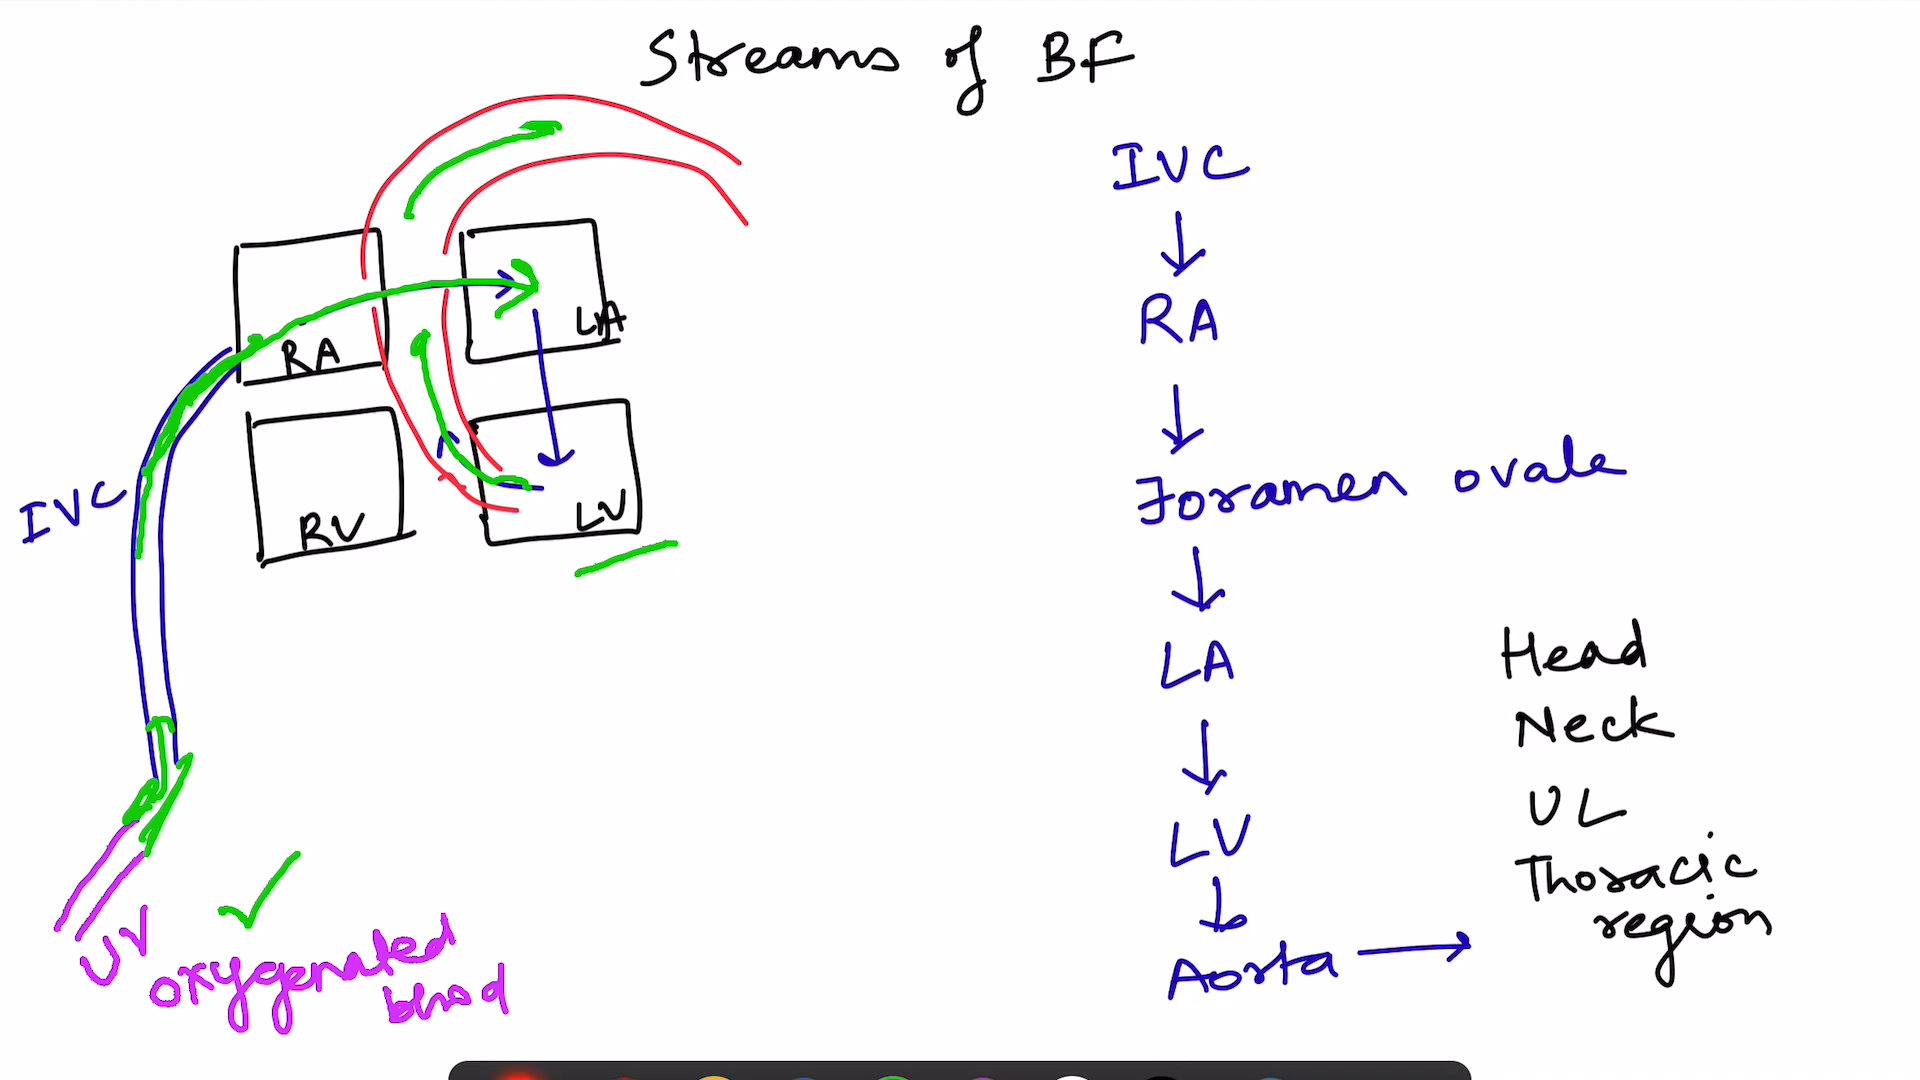 Streams of BF
RA
LA
RV
LV
IVC
UV
oxygenated
blood
IVC
RA
Foramen ovale
LA
LV
Aorta
Head
Neck
UL
Thoracic
region